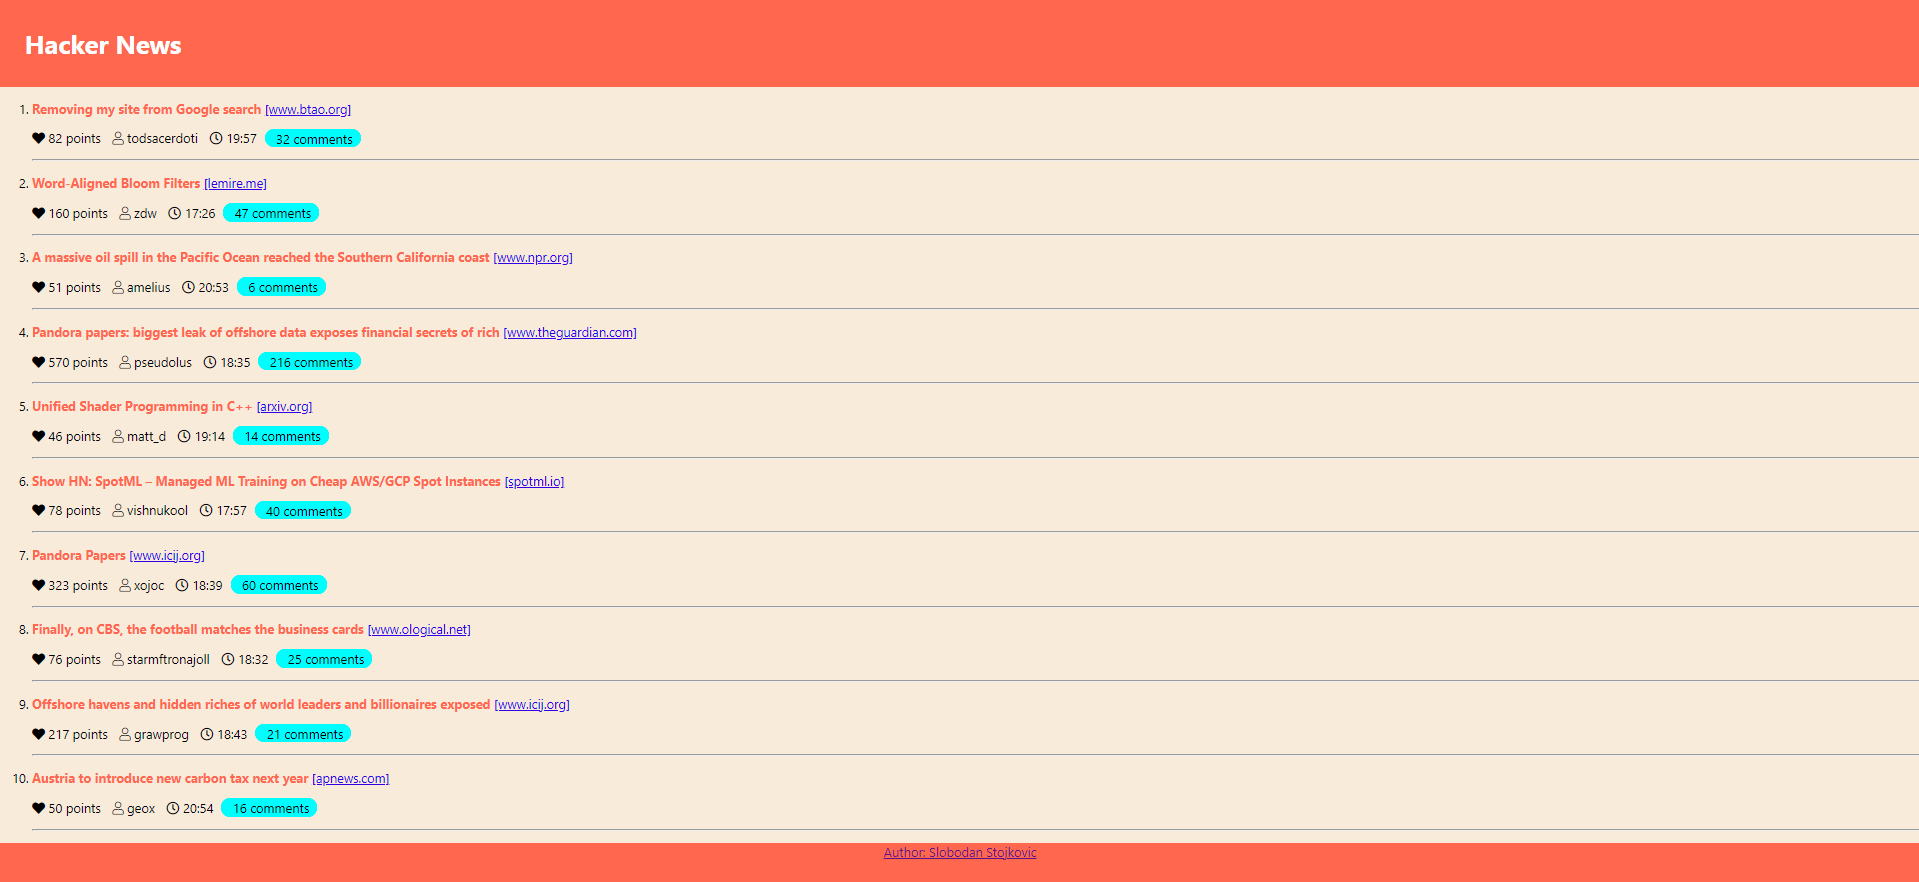 Hacker News
1. Removing my site from Google search [www.btao.org]
82 points todsacerdoti 19:57 32 comments
2. Word-Aligned Bloom Filters [lemire.me]
160 points zdw 17:26 47 comments
3. A massive oil spill in the Pacific Ocean reached the Southern California coast [www.npr.org]
51 points amelius 20:53 6 comments
4. Pandora papers: biggest leak of offshore data exposes financial secrets of rich [www.theguardian.com]
570 points pseudolus 18:35 216 comments
5. Unified Shader Programming in C++ [arxiv.org]
46 points matt_d 19:14 14 comments
6. Show HN: SpotML – Managed ML Training on Cheap AWS/GCP Spot Instances [spotml.io]
78 points vishnukool 17:57 40 comments
7. Pandora Papers [www.icij.org]
323 points xojoc 18:39 60 comments
8. Finally, on CBS, the football matches the business cards [www.ological.net]
76 points starmftronajoll 18:32 25 comments
9. Offshore havens and hidden riches of world leaders and billionaires exposed [www.icij.org]
217 points grawprog 18:43 21 comments
10. Austria to introduce new carbon tax next year [apnews.com]
50 points geox 20:54 16 comments
Author: Slobodan Stojkovic